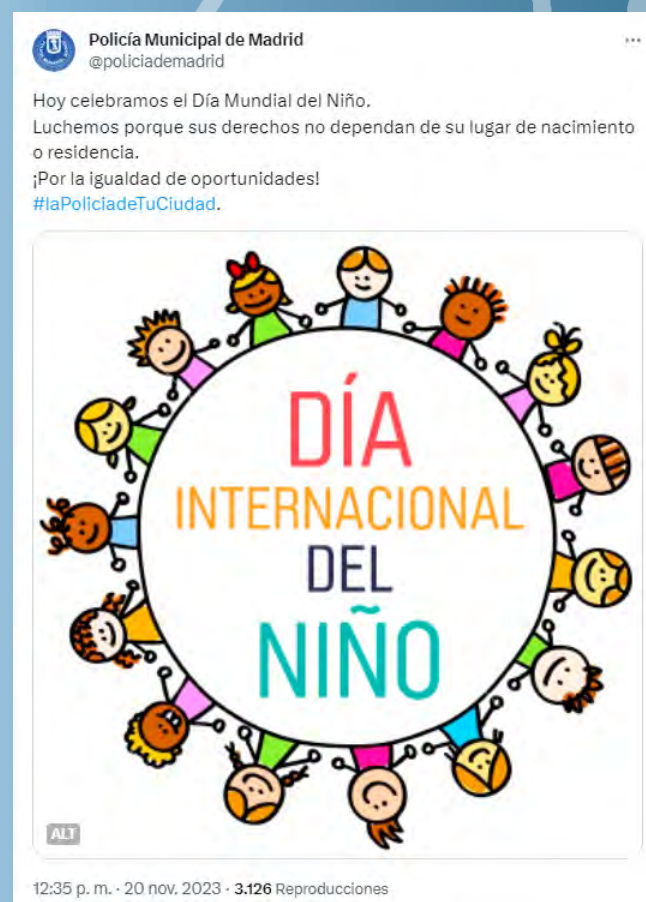 Policía Municipal de Madrid
@policiademadrid
Hoy celebramos el Día Mundial del Niño.
Luchemos porque sus derechos no dependan de su lugar de nacimiento
o residencia.
¡Por la igualdad de oportunidades!
#laPoliciadeTuCiudad.
DÍA
INTERNACIONAL
DEL
NIÑO
ALT
12:35 p. m. · 20 nov. 2023 · 3.126 Reproducciones